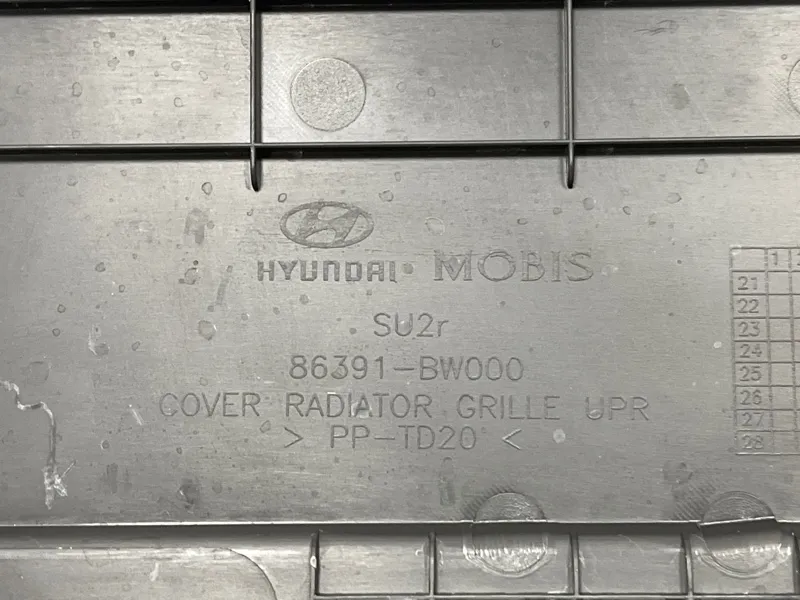 HYUNDAI MOBIS
SU2r
86391-BW000
COVER RADIATOR GRILLE UPR
> PP-TD20 <
1
21
22
23
24
25
26
27
28